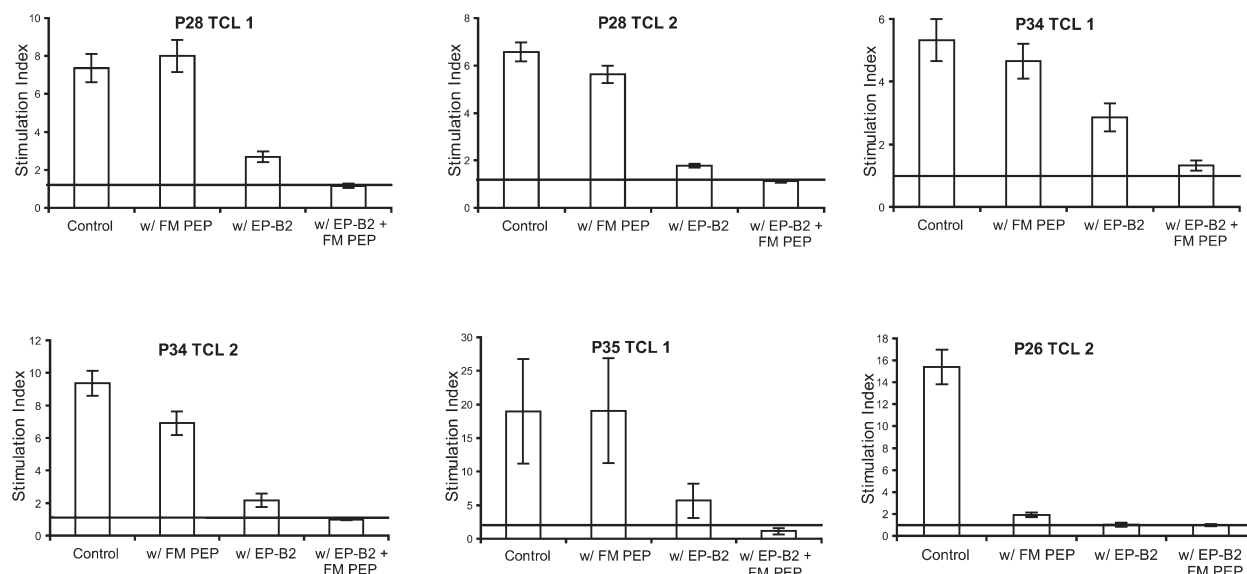 P28 TCL 1
Stimulation Index
10
8
6
4
2
0
Control
w/ FM PEP
w/ EP-B2
w/ EP-B2 +
FM PEP
P28 TCL 2
Stimulation Index
8
6
4
2
0
Control
w/ FM PEP
w/ EP-B2
w/ EP-B2 +
FM PEP
P34 TCL 1
Stimulation Index
6
4
2
0
Control
w/ FM PEP
w/ EP-B2
w/ EP-B2 +
FM PEP
P34 TCL 2
Stimulation Index
12
10
8
6
4
2
0
Control
w/ FM PEP
w/ EP-B2
w/ EP-B2 +
FM PEP
P35 TCL 1
Stimulation Index
30
25
20
15
10
5
0
Control
w/ FM PEP
w/ EP-B2
w/ EP-B2 +
FM PEP
P26 TCL 2
Stimulation Index
18
16
14
12
10
8
6
4
2
0
Control
w/ FM PEP
w/ EP-B2
w/ EP-B2
FM PEP